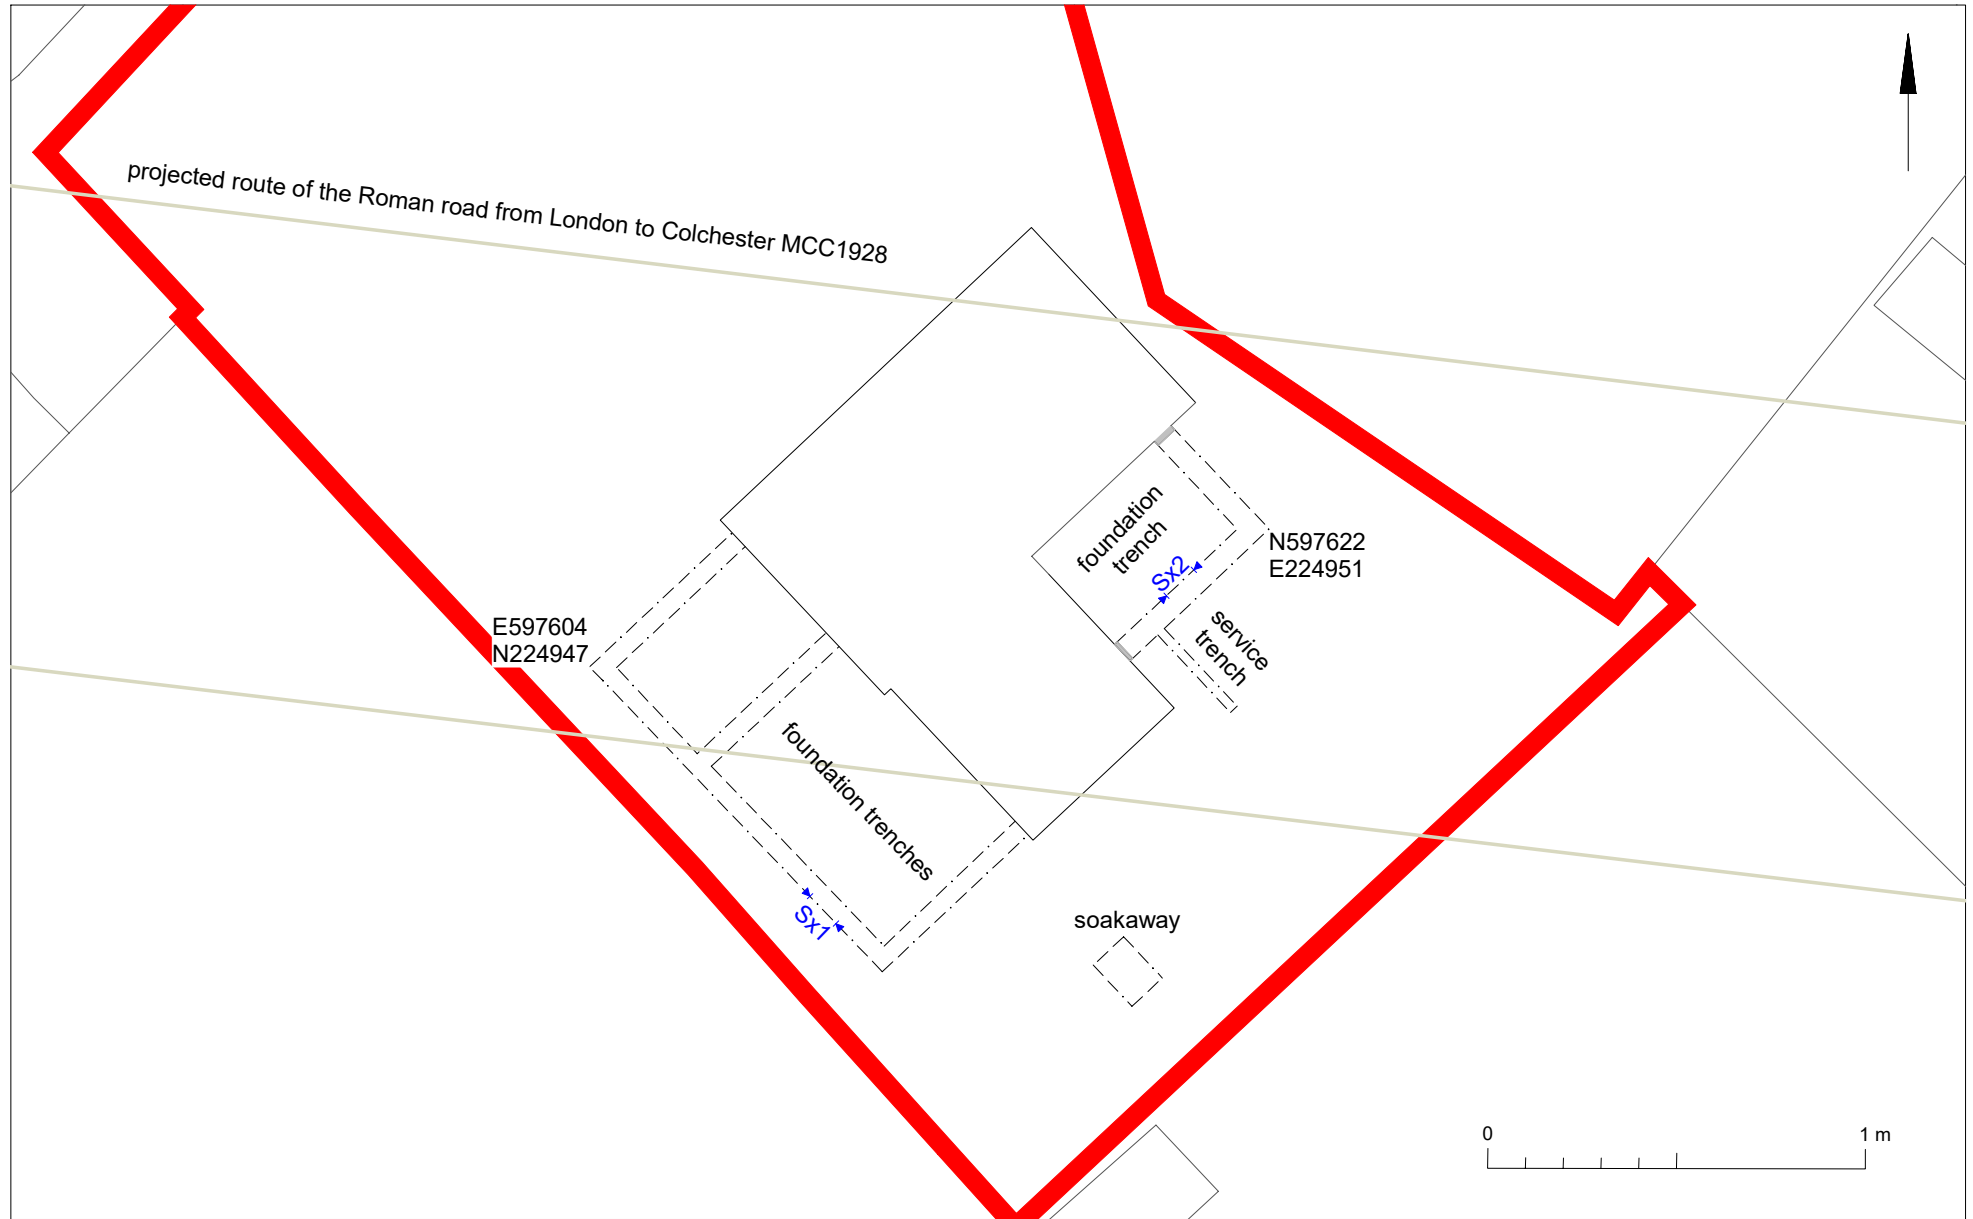 projected route of the Roman road from London to Colchester MCC1928
foundation
trench
Sx2
N597622
E224951
service
trench
E597604
N224947
foundation trenches
Sx1
soakaway
0
1 m